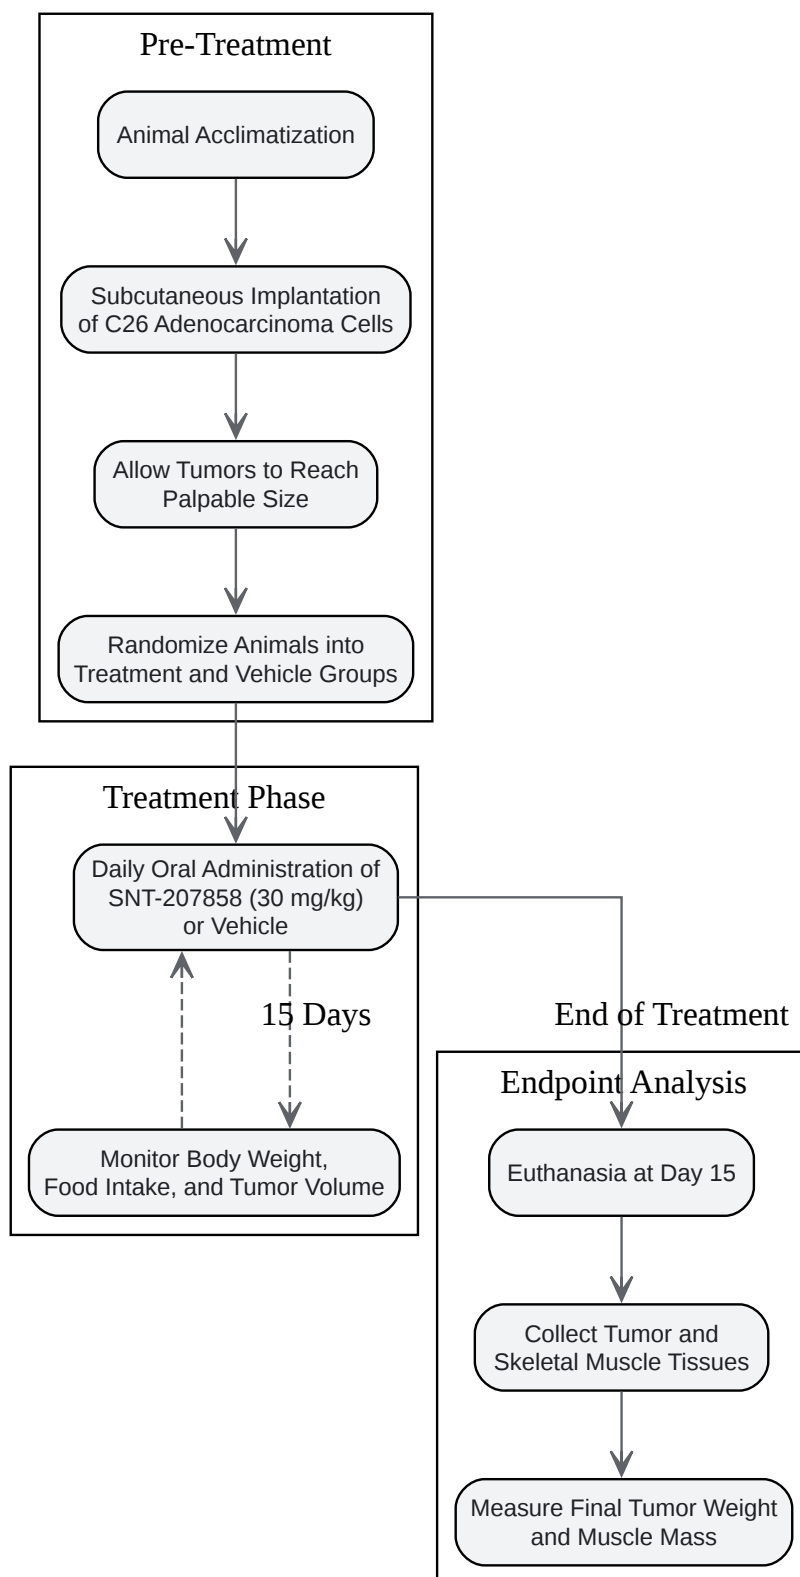 Pre-Treatment
Animal Acclimatization
Subcutaneous Implantation
of C26 Adenocarcinoma Cells
Allow Tumors to Reach
Palpable Size
Randomize Animals into
Treatment and Vehicle Groups
Treatment Phase
Daily Oral Administration of
SNT-207858 (30 mg/kg)
or Vehicle
15 Days
End of Treatment
Monitor Body Weight,
Food Intake, and Tumor Volume
Endpoint Analysis
Euthanasia at Day 15
Collect Tumor and
Skeletal Muscle Tissues
Measure Final Tumor Weight
and Muscle Mass